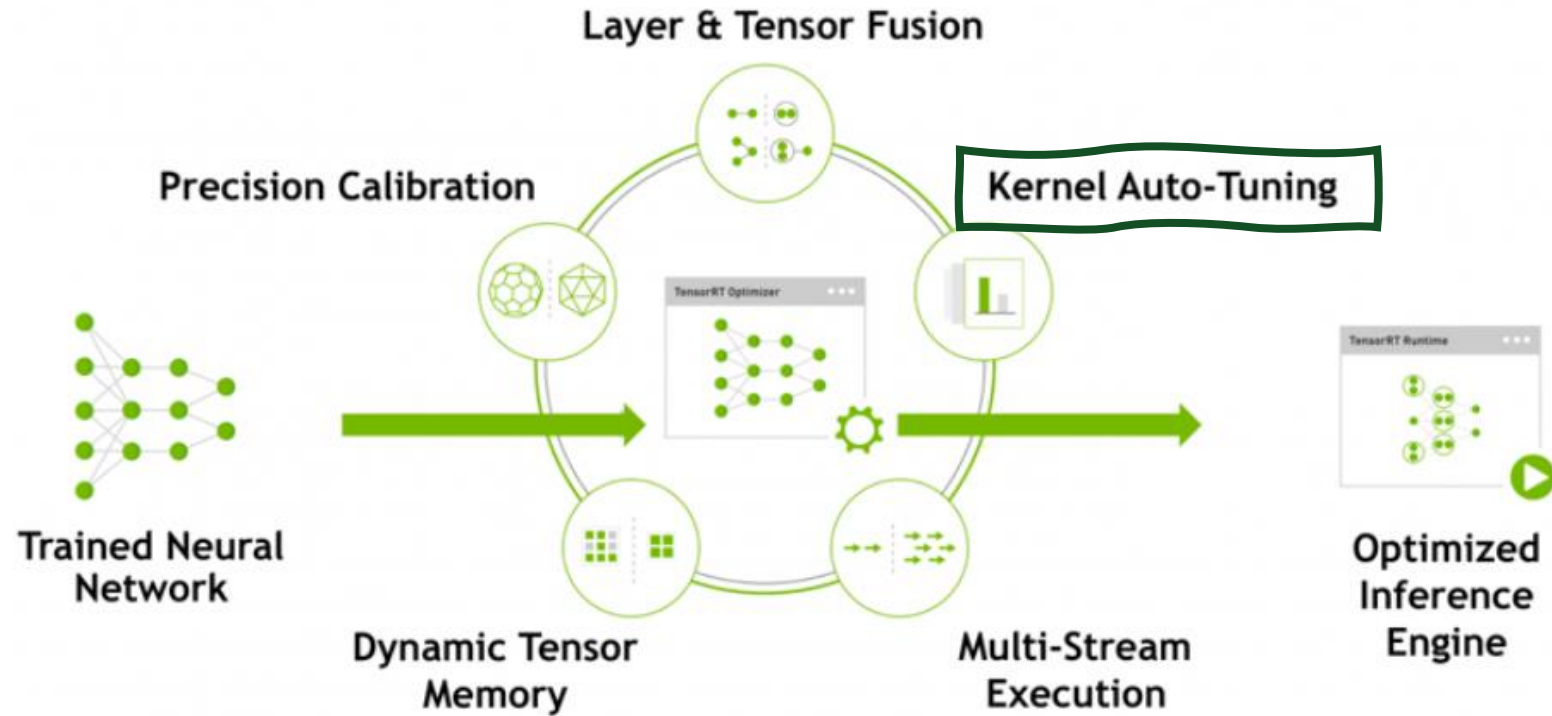 Layer & Tensor Fusion
Precision Calibration
Kernel Auto-Tuning
TensorRT Optimizer
TensorRT Runtime
Trained Neural
Network
Optimized
Inference
Engine
Dynamic Tensor
Memory
Multi-Stream
Execution